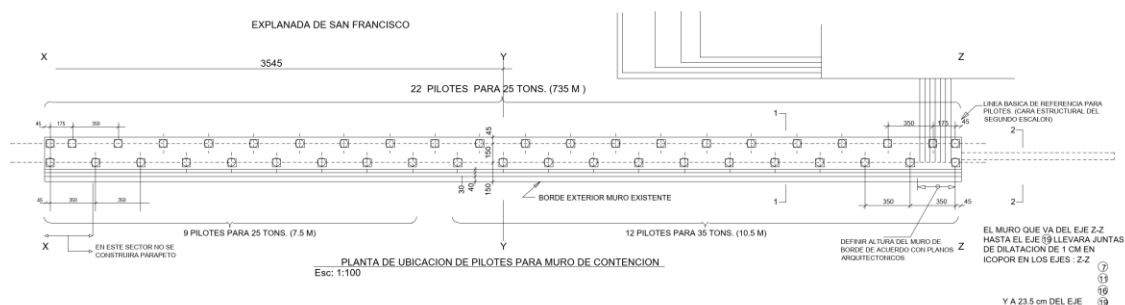 EXPLANADA DE SAN FRANCISCO
X
Y
Z
3545
22 PILOTES PARA 25 TONS. (735 M )
LINEA BASICA DE REFERENCIA PARA
PILOTES. (CARA ESTRUCTURAL DEL
SEGUNDO ESCALON)
45
175
350
45
150
1
350
175
45
2
30
40
150
BORDE EXTERIOR MURO EXISTENTE
1
2
45
350
350
350
350
45
9 PILOTES PARA 25 TONS. (7.5 M)
12 PILOTES PARA 35 TONS. (10.5 M)
X
EN ESTE SECTOR NO SE
CONSTRUIRA PARAPETO
Y
DEFINIR ALTURA DEL MURO DE
BORDE DE ACUERDO CON PLANOS
ARQUITECTONICOS
Z
EL MURO QUE VA DEL EJE Z-Z
HASTA EL EJE 19 LLEVARA JUNTAS
DE DILATACION DE 1 CM EN
ICOPOR EN LOS EJES : Z-Z
7
11
16
Y A 23.5 cm DEL EJE 19
PLANTA DE UBICACION DE PILOTES PARA MURO DE CONTENCION
Esc: 1:100